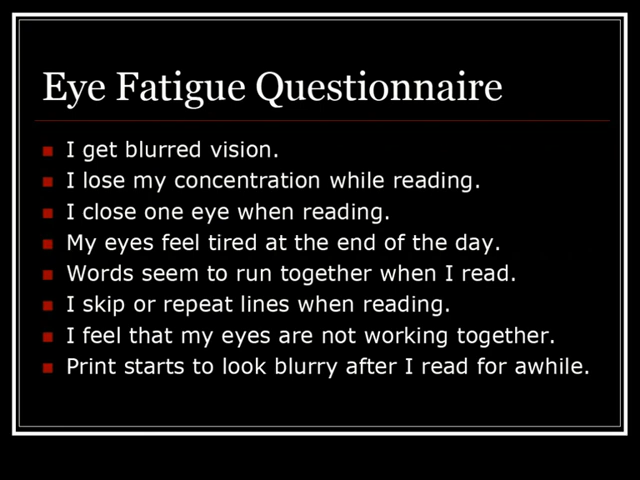 Eye Fatigue Questionnaire
I get blurred vision.
I lose my concentration while reading.
I close one eye when reading.
My eyes feel tired at the end of the day.
Words seem to run together when I read.
I skip or repeat lines when reading.
I feel that my eyes are not working together.
Print starts to look blurry after I read for awhile.